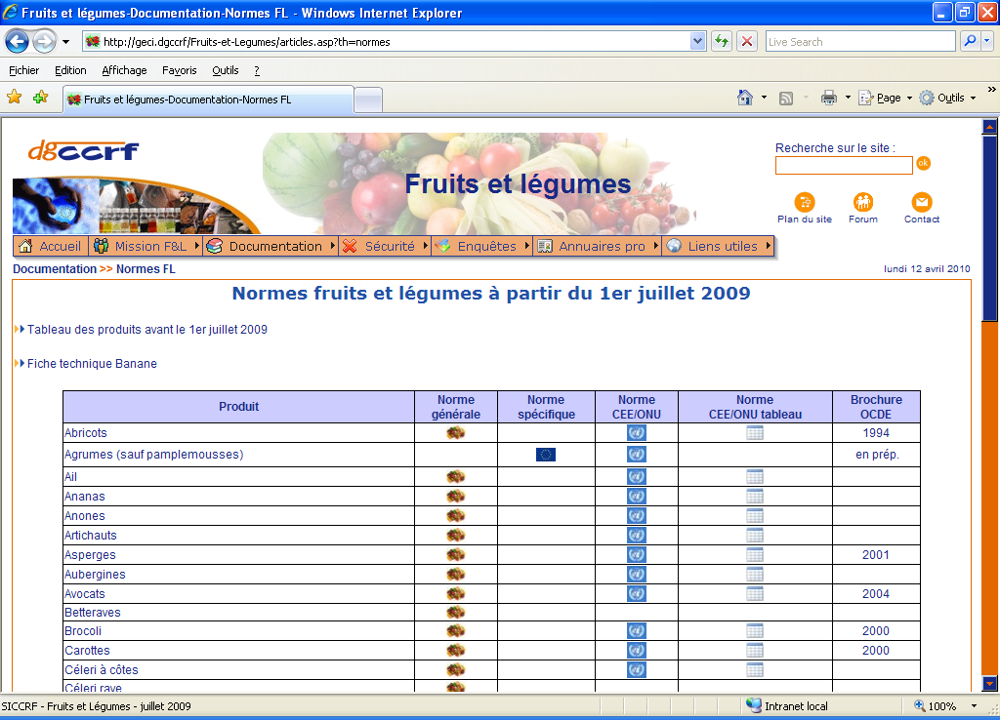 Fruits et légumes-Documentation-Normes FL - Windows Internet Explorer
http://geci.dgccrf/Fruits-et-Legumes/articles.asp?th=normes
Live Search
Fichier Edition Affichage Favoris Outils ?
Fruits et légumes-Documentation-Normes FL
Page Outils »
dgccrf
Fruits et légumes
Recherche sur le site :
ok
Plan du site Forum Contact
Accueil Mission F&L Documentation Sécurité Enquêtes Annuaires pro Liens utiles
Documentation >> Normes FL
lundi 12 avril 2010
Normes fruits et légumes à partir du 1er juillet 2009
Tableau des produits avant le 1er juillet 2009
Fiche technique Banane
Produit Norme générale Norme spécifique Norme CEE/ONU Norme CEE/ONU tableau Brochure OCDE
Abricots 1994
Agrumes (sauf pamplemousses) en prép.
Ail
Ananas
Anones
Artichauts
Asperges 2001
Aubergines
Avocats 2004
Betteraves
Brocoli 2000
Carottes 2000
Céleri à côtes
Céleri rave
SICCRF - Fruits et Légumes - juillet 2009
Intranet local
100%